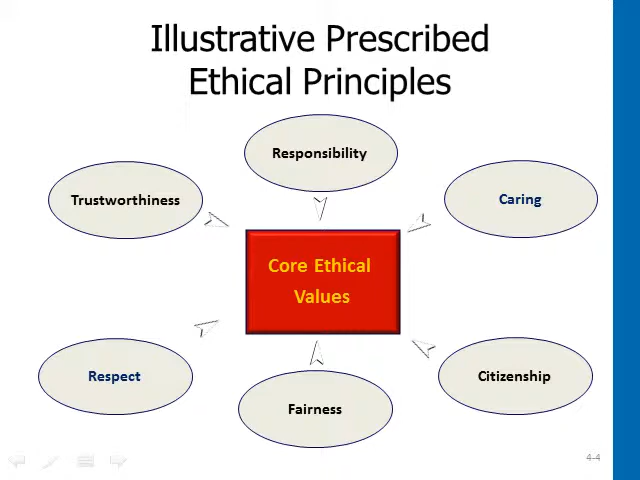 Illustrative Prescribed
Ethical Principles
Responsibility
Trustworthiness
Caring
Core Ethical
Values
Respect
Citizenship
Fairness
4-4